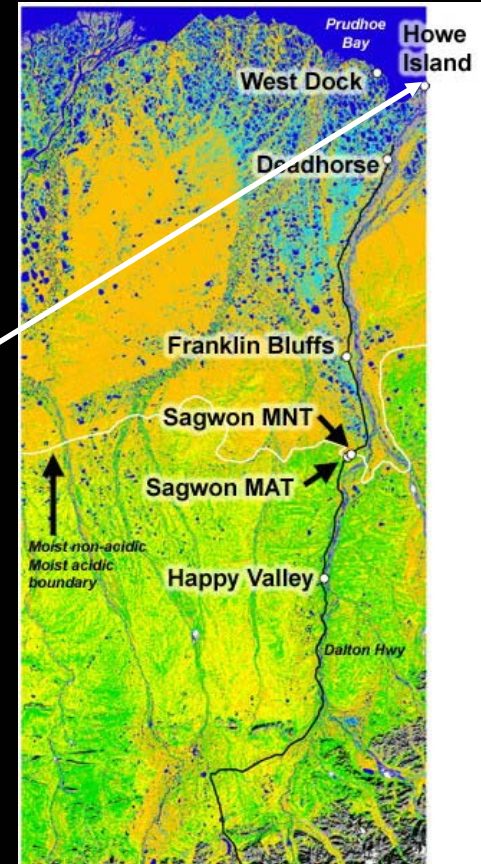 Prudhoe
Bay
Howe
Island
West Dock
Deadhorse
Franklin Bluffs
Sagwon MNT
Sagwon MAT
Moist non-acidic
Moist acidic
boundary
Happy Valley
Dalton Hwy